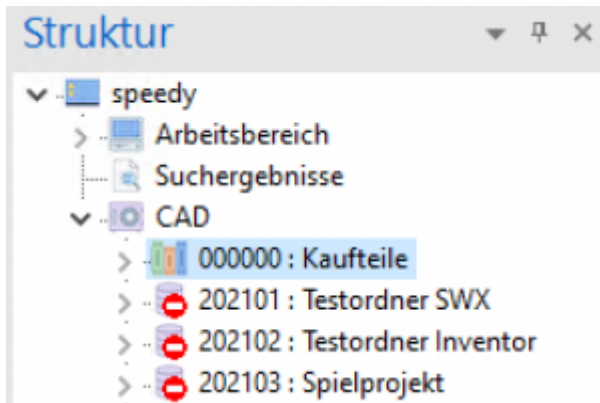 Struktur
speedy
Arbeitsbereich
Suchergebnisse
CAD
000000 : Kaufteile
202101 : Testordner SWX
202102 : Testordner Inventor
202103 : Spielprojekt